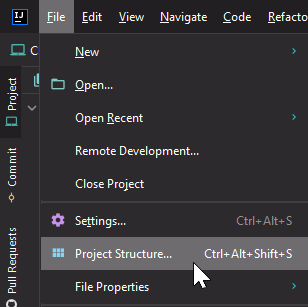 IJ File Edit View Navigate Code Refacto
C
Project
Commit
Pull Requests
New
Open...
Open Recent
Remote Development...
Close Project
Settings... Ctrl+Alt+S
Project Structure... Ctrl+Alt+Shift+S
File Properties